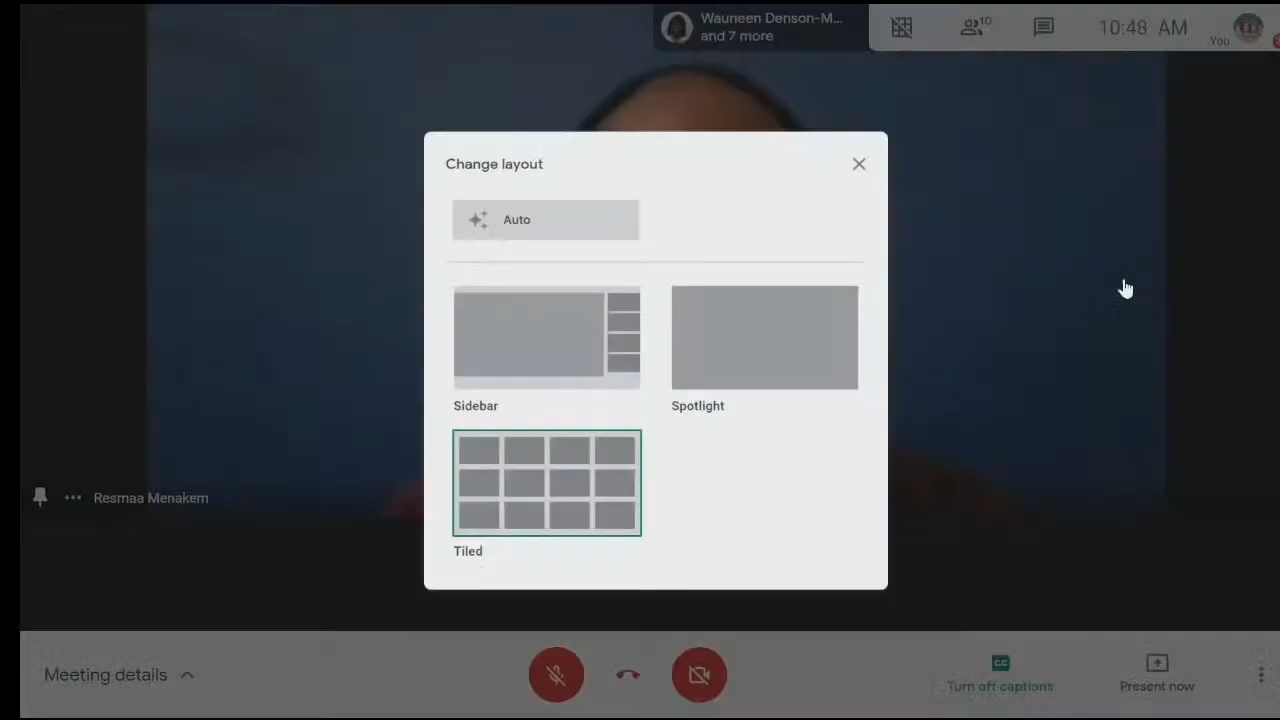 Wauneen Denson-M...
and 7 more
10
10:48 AM
You
Change layout
Auto
Sidebar
Spotlight
Tiled
Resmaa Menakem
Meeting details
CC
Turn off captions
Present now